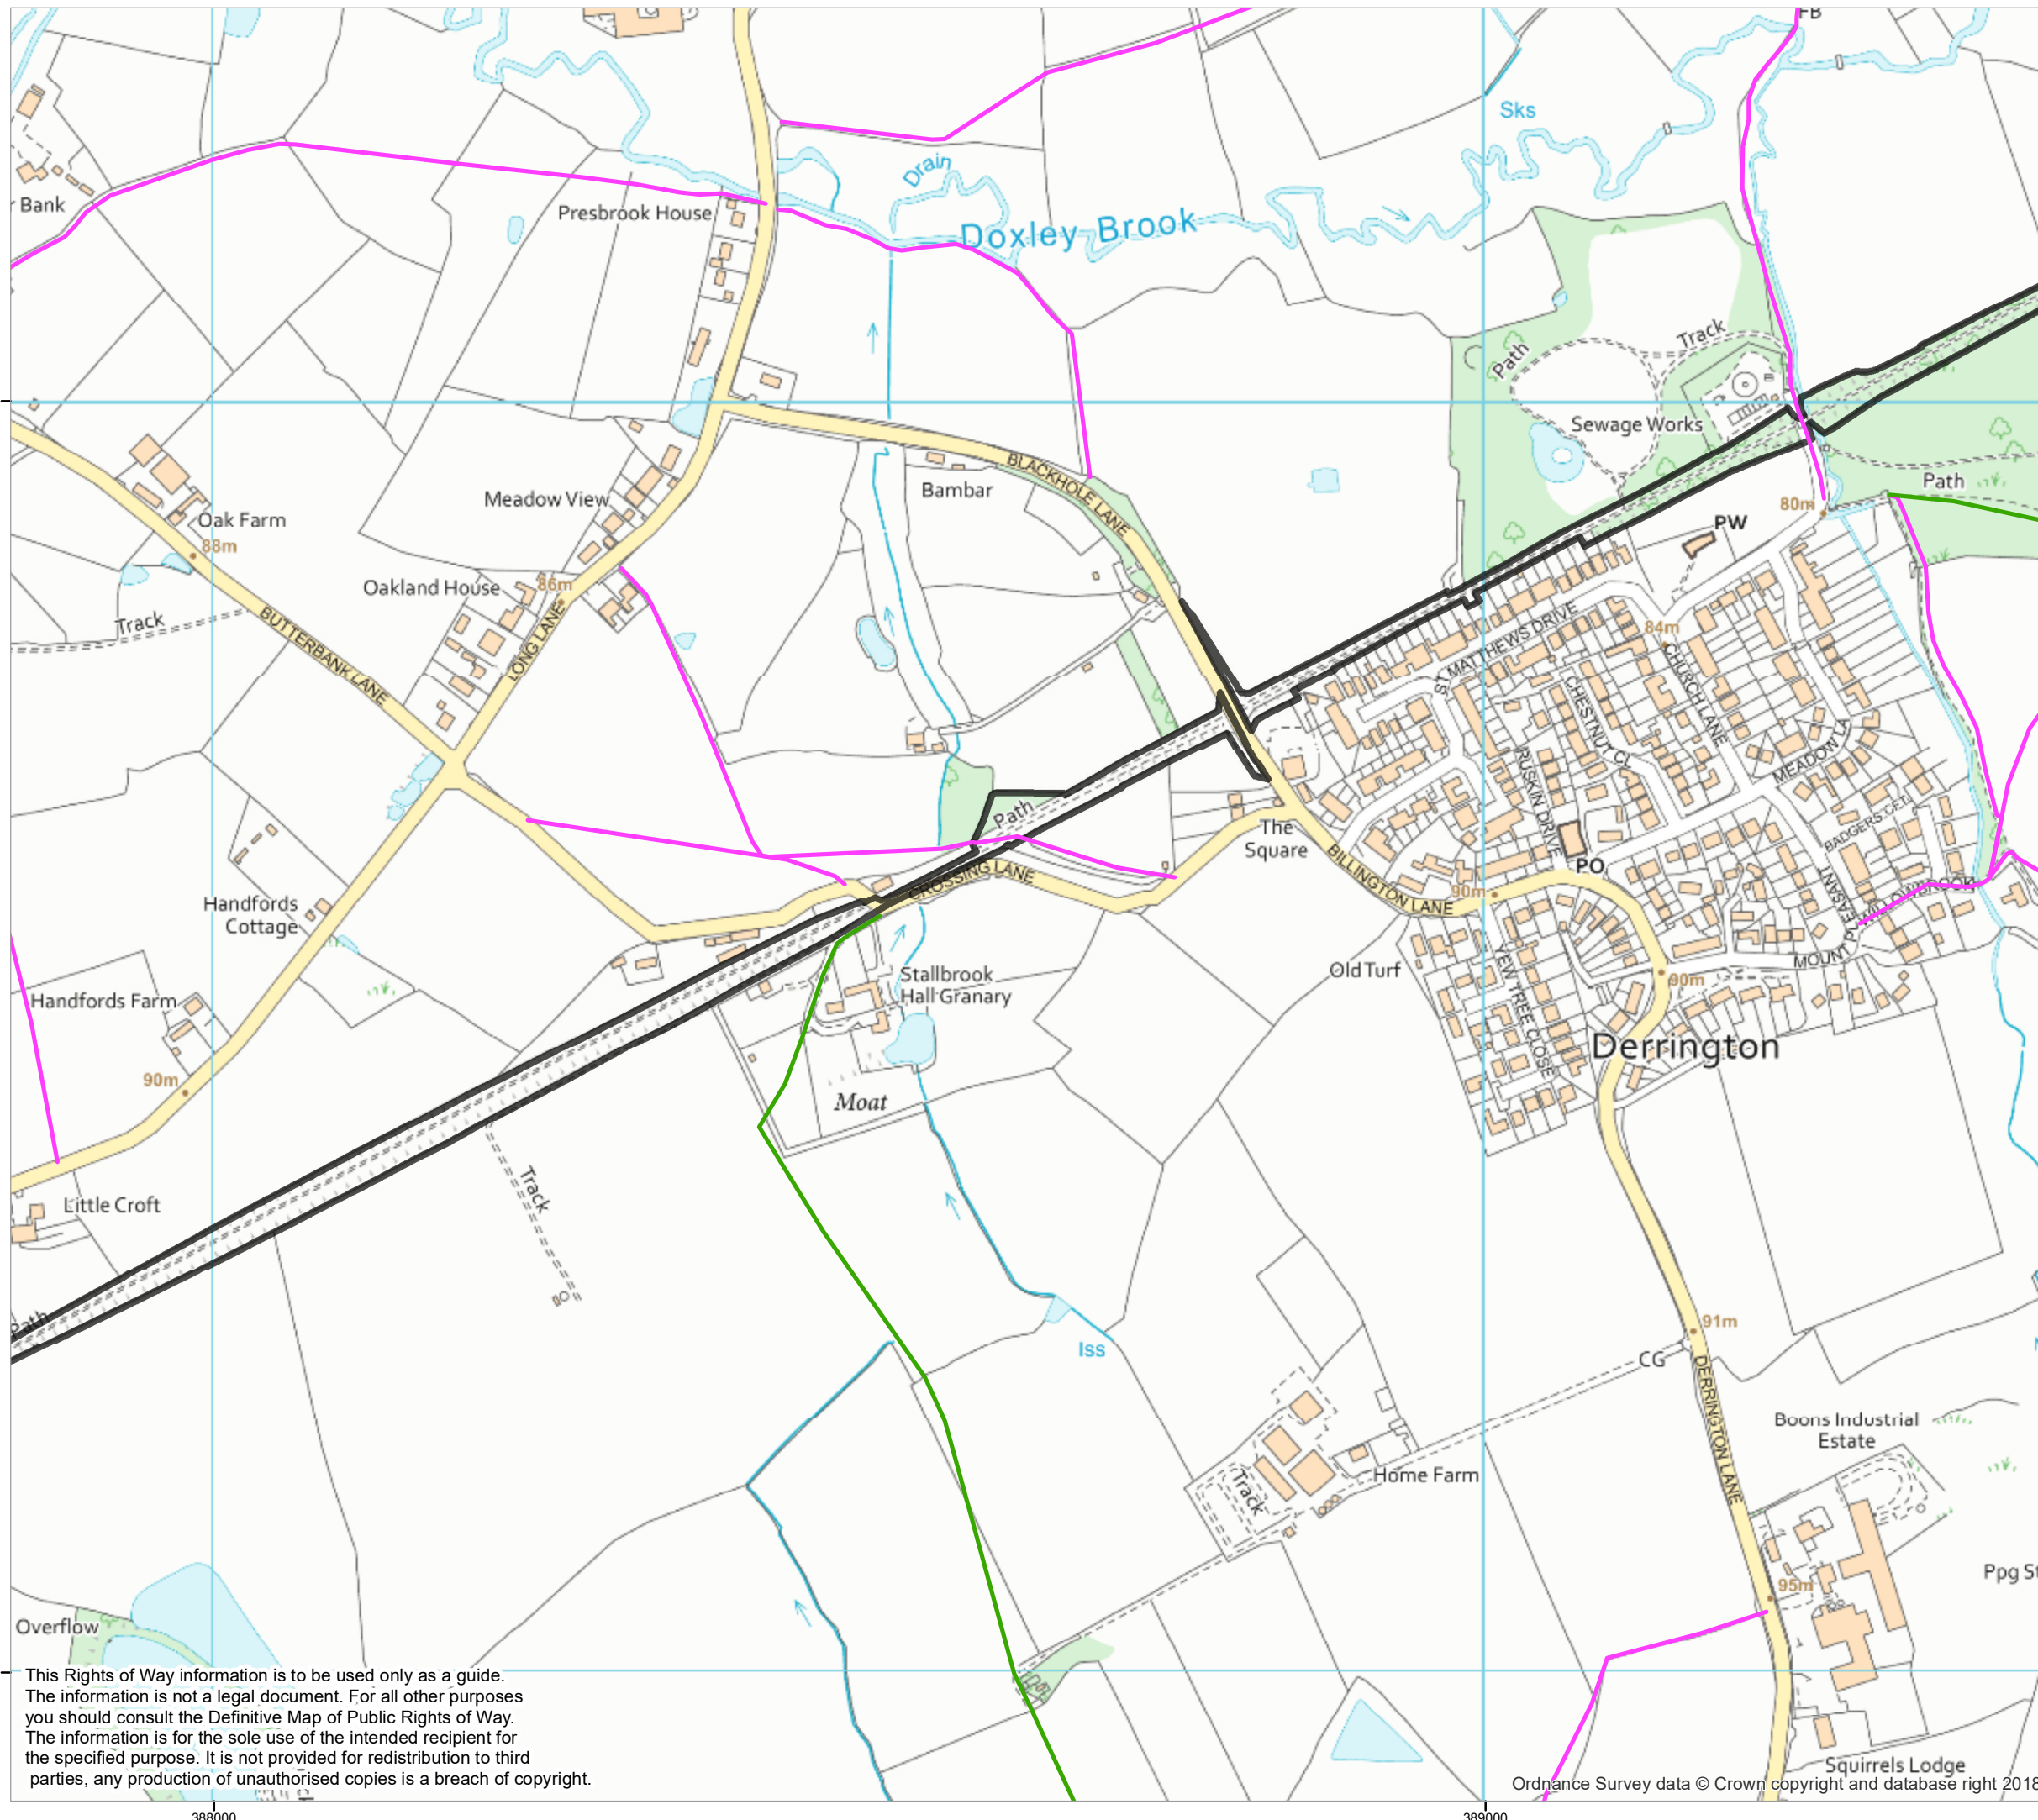 FB
Sks
Drain
r Bank
Presbrook House
Doxley Brook
Track
Path
Sewage Works
BLACKHOLE LANE
Bambar
Path
Meadow View
80m
PW
Oak Farm
88m
Oakland House
86m
Track
BUTTERBANK LANE
LONG LANE
84m
ST MATTHEWS DRIVE
CHURCH LANE
CHESTNUT CL
MEADOW LA
RUSKIN DRIVE
Path
The
Square
BADGERS CFT
PO
CROSSING LANE
BILLINGTON LANE
90m
WILLOWBROOK
MOUNT PLEASANT
Handfords
Cottage
Stallbrook
Hall Granary
Old Turf
YEW TREE CLOSE
90m
Handfords Farm
Derrington
90m
Moat
Track
Little Croft
Path
91m
Iss
CG
DERRINGTON LANE
Boons Industrial
Estate
Home Farm
Track
Ppg St
95m
Overflow
This Rights of Way information is to be used only as a guide.
The information is not a legal document. For all other purposes
you should consult the Definitive Map of Public Rights of Way.
The information is for the sole use of the intended recipient for
the specified purpose. It is not provided for redistribution to third
parties, any production of unauthorised copies is a breach of copyright.
Squirrels Lodge
Ordnance Survey data © Crown copyright and database right 2018
388000
389000